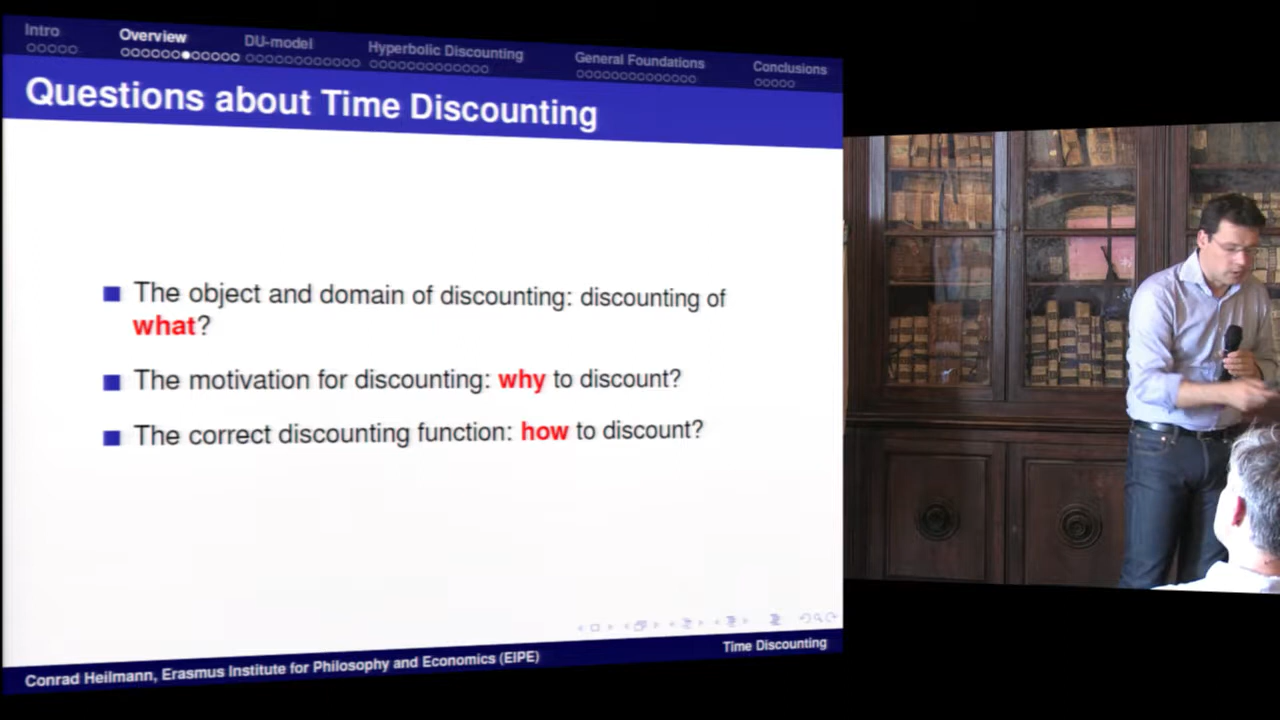 Intro
Overview
DU-model
Hyperbolic Discounting
General Foundations
Conclusions
Questions about Time Discounting
The object and domain of discounting: discounting of
what?
The motivation for discounting: why to discount?
The correct discounting function: how to discount?
Conrad Heilmann, Erasmus Institute for Philosophy and Economics (EIPE)
Time Discounting